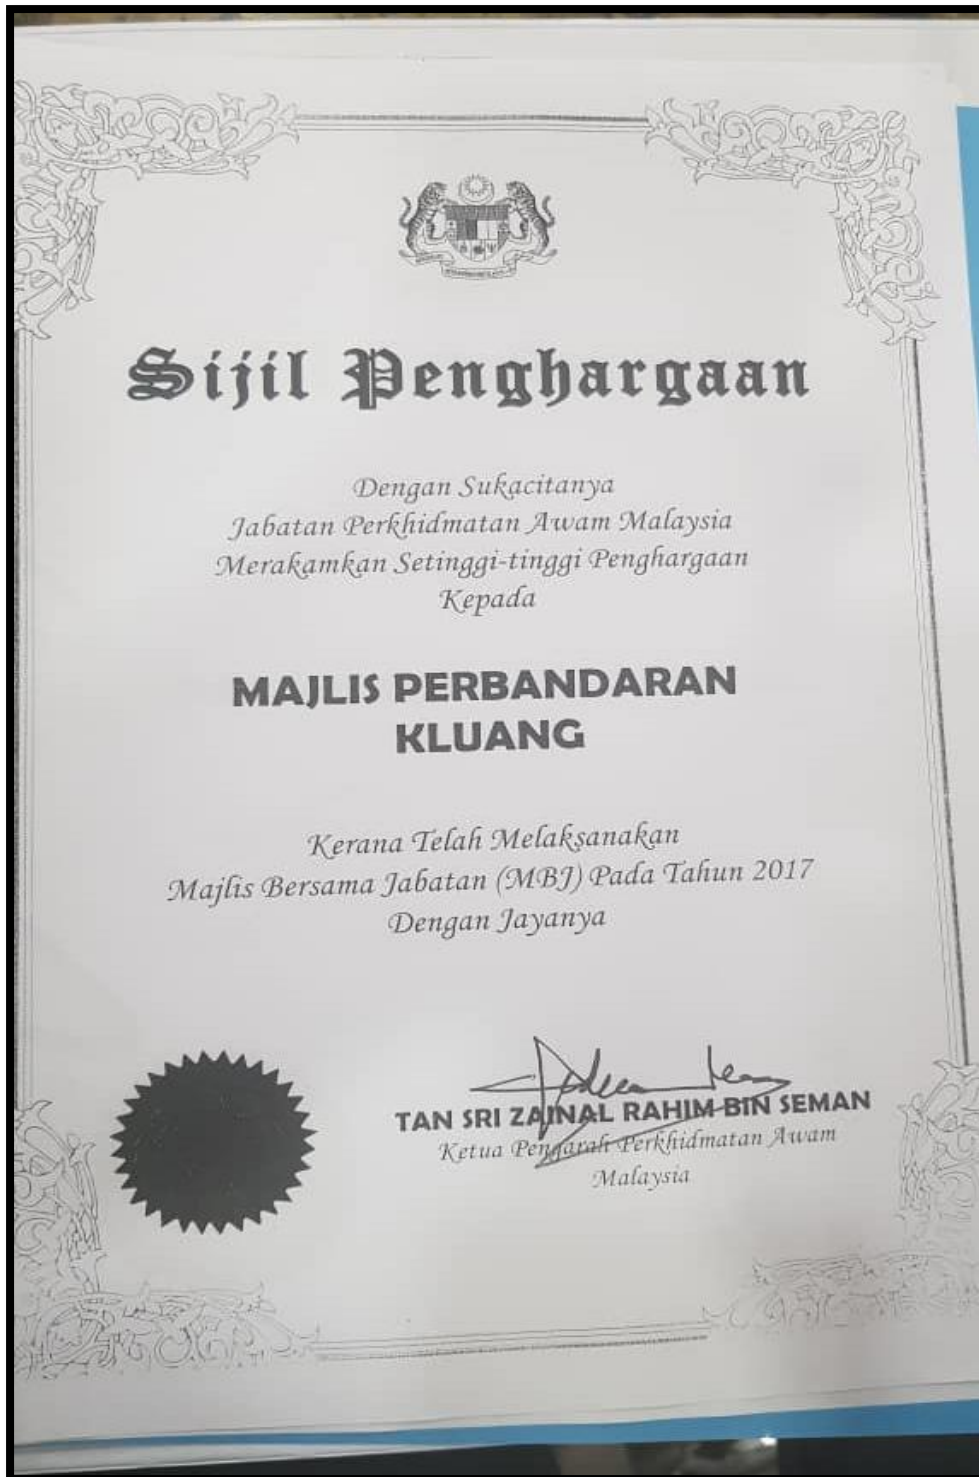 Sijil Penghargaan
Dengan Sukacitanya
Jabatan Perkhidmatan Awam Malaysia
Merakamkan Setinggi-tinggi Penghargaan
Kepada
MAJLIS PERBANDARAN
KLUANG
Kerana Telah Melaksanakan
Majlis Bersama Jabatan (MBJ) Pada Tahun 2017
Dengan Jayanya
TAN SRI ZAINAL RAHIM BIN SEMAN
Ketua Pengarah Perkhidmatan Awam
Malaysia